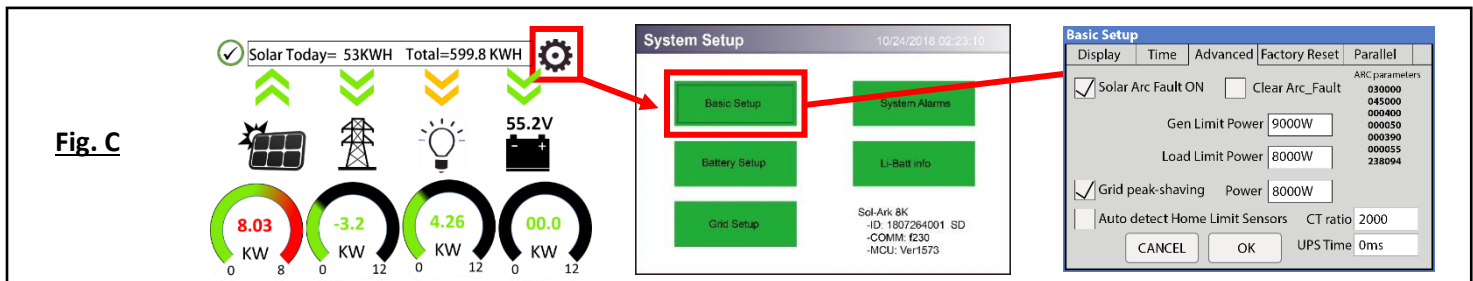 Fig. C
Solar Today= 53KWH Total=599.8 KWH
55.2V
- +
8.03
KW
0 8
-3.2
KW
0 12
4.26
KW
0 12
00.0
KW
0 12
System Setup 10/24/2018 02:23:10
Basic Setup
System Alarms
Battery Setup
Li-Batt info
Grid Setup
Sol-Ark 8K
-ID: 1807264001 SD
-COMM: f230
-MCU: Ver1573
Basic Setup
Display Time Advanced Factory Reset Parallel
Solar Arc Fault ON Clear Arc_Fault
ARC parameters
030000
045000
000400
000050
000390
000055
238094
Gen Limit Power 9000W
Load Limit Power 8000W
Grid peak-shaving Power 8000W
Auto detect Home Limit Sensors CT ratio 2000
CANCEL OK UPS Time 0ms